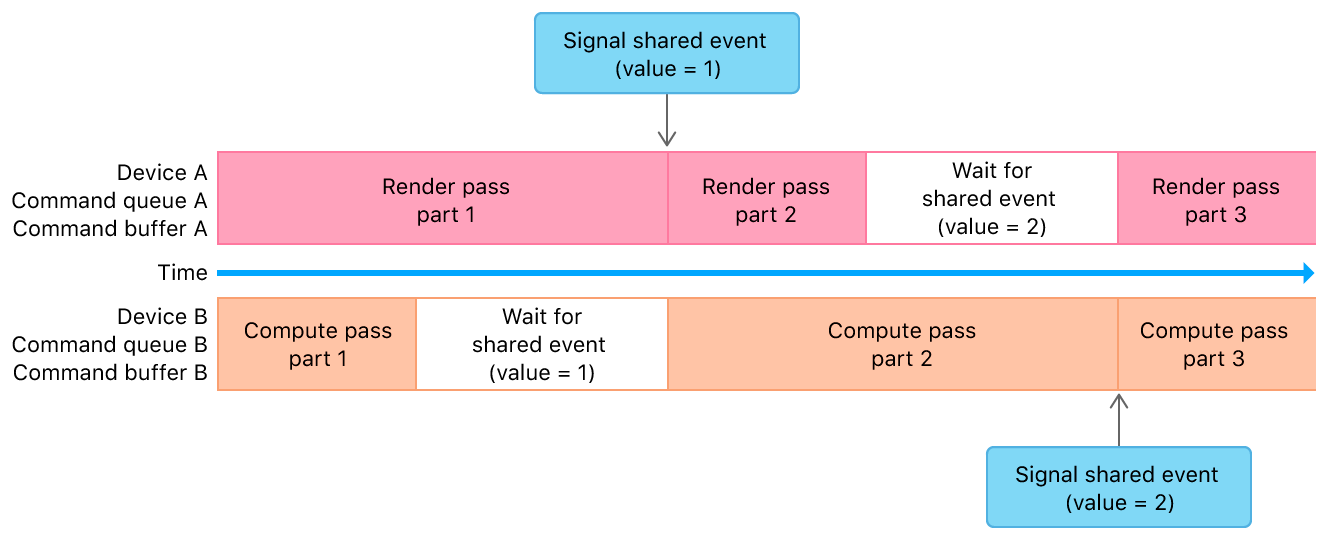 Signal shared event
(value = 1)
Device A
Command queue A
Command buffer A
Render pass
part 1
Render pass
part 2
Wait for
shared event
(value = 2)
Render pass
part 3
Time
Device B
Command queue B
Command buffer B
Compute pass
part 1
Wait for
shared event
(value = 1)
Compute pass
part 2
Compute pass
part 3
Signal shared event
(value = 2)